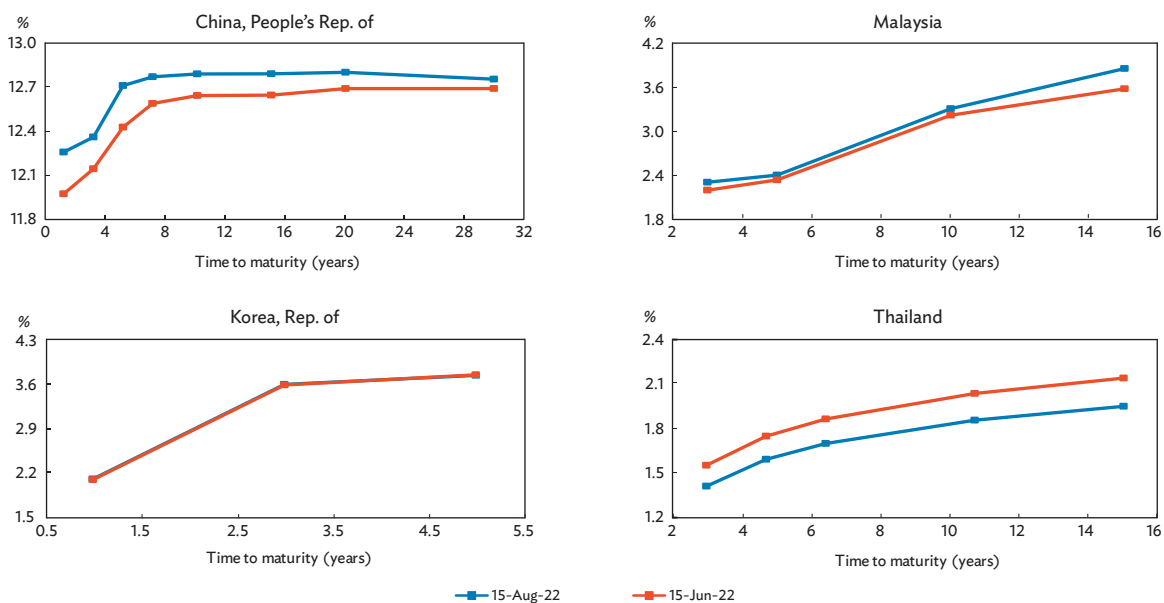 China, People's Rep. of
%
13.0
12.7
12.4
12.1
11.8
0 4 8 12 16 20 24 28 32
Time to maturity (years)
Malaysia
%
4.2
3.6
3.0
2.4
1.8
2 4 6 8 10 12 14 16
Time to maturity (years)
Korea, Rep. of
%
4.3
3.6
2.9
2.2
1.5
0.5 1.5 2.5 3.5 4.5 5.5
Time to maturity (years)
Thailand
%
2.4
2.1
1.8
1.5
1.2
2 4 6 8 10 12 14 16
Time to maturity (years)
15-Aug-22 15-Jun-22